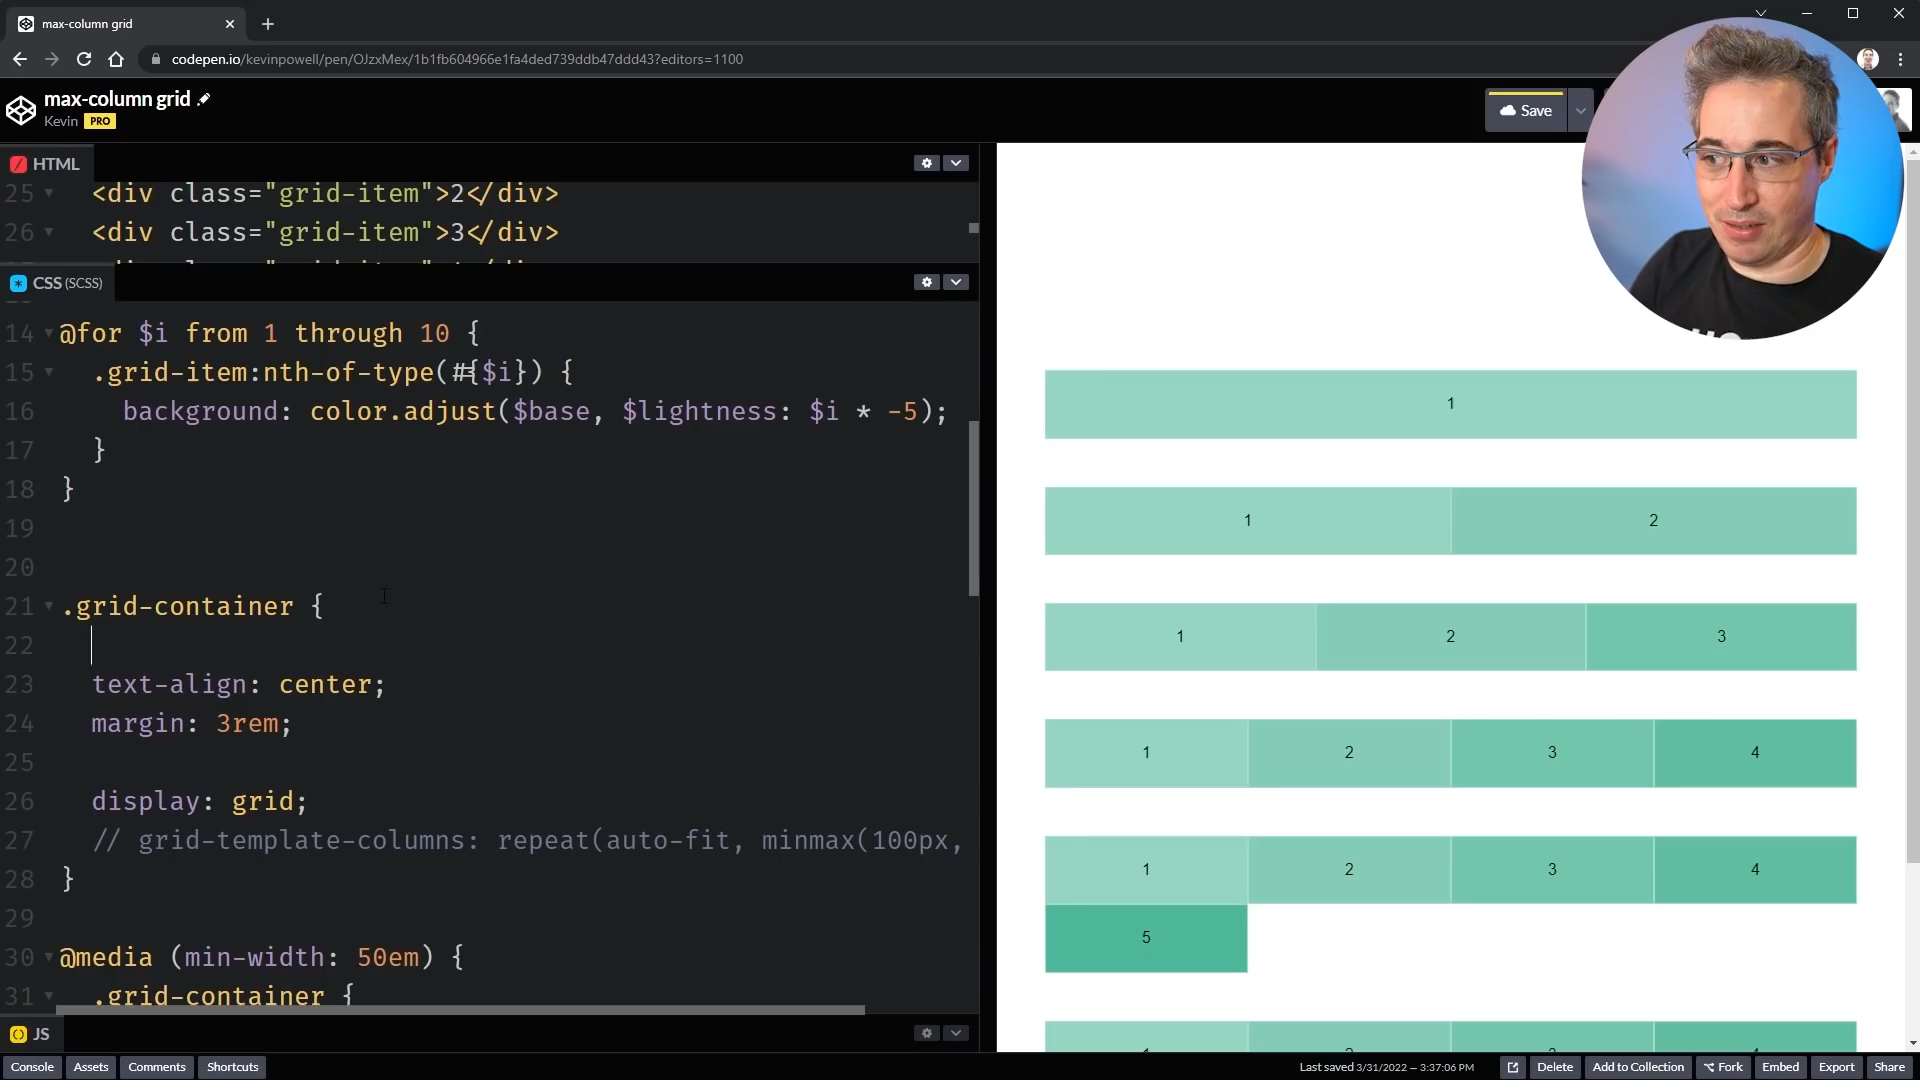 max-column grid
codepen.io/kevinpowell/pen/OJzxMex/1b1fb604966e1fa4ded739ddb47ddd43?editors=1100
max-column grid
Kevin PRO
Save
HTML
25 <div class="grid-item">2</div>
26 <div class="grid-item">3</div>
CSS (SCSS)
14 @for $i from 1 through 10 {
15 .grid-item:nth-of-type(#{$i}) {
16 background: color.adjust($base, $lightness: $i * -5);
17 }
18 }
19
20
21 .grid-container {
22
23 text-align: center;
24 margin: 3rem;
25
26 display: grid;
27 // grid-template-columns: repeat(auto-fit, minmax(100px,
28 }
29
30 @media (min-width: 50em) {
31 .grid-container {
JS
1
1 2
1 2 3
1 2 3 4
1 2 3 4
5
Console Assets Comments Shortcuts
Last saved 3/31/2022 — 3:37:06 PM
Delete Add to Collection Fork Embed Export Share